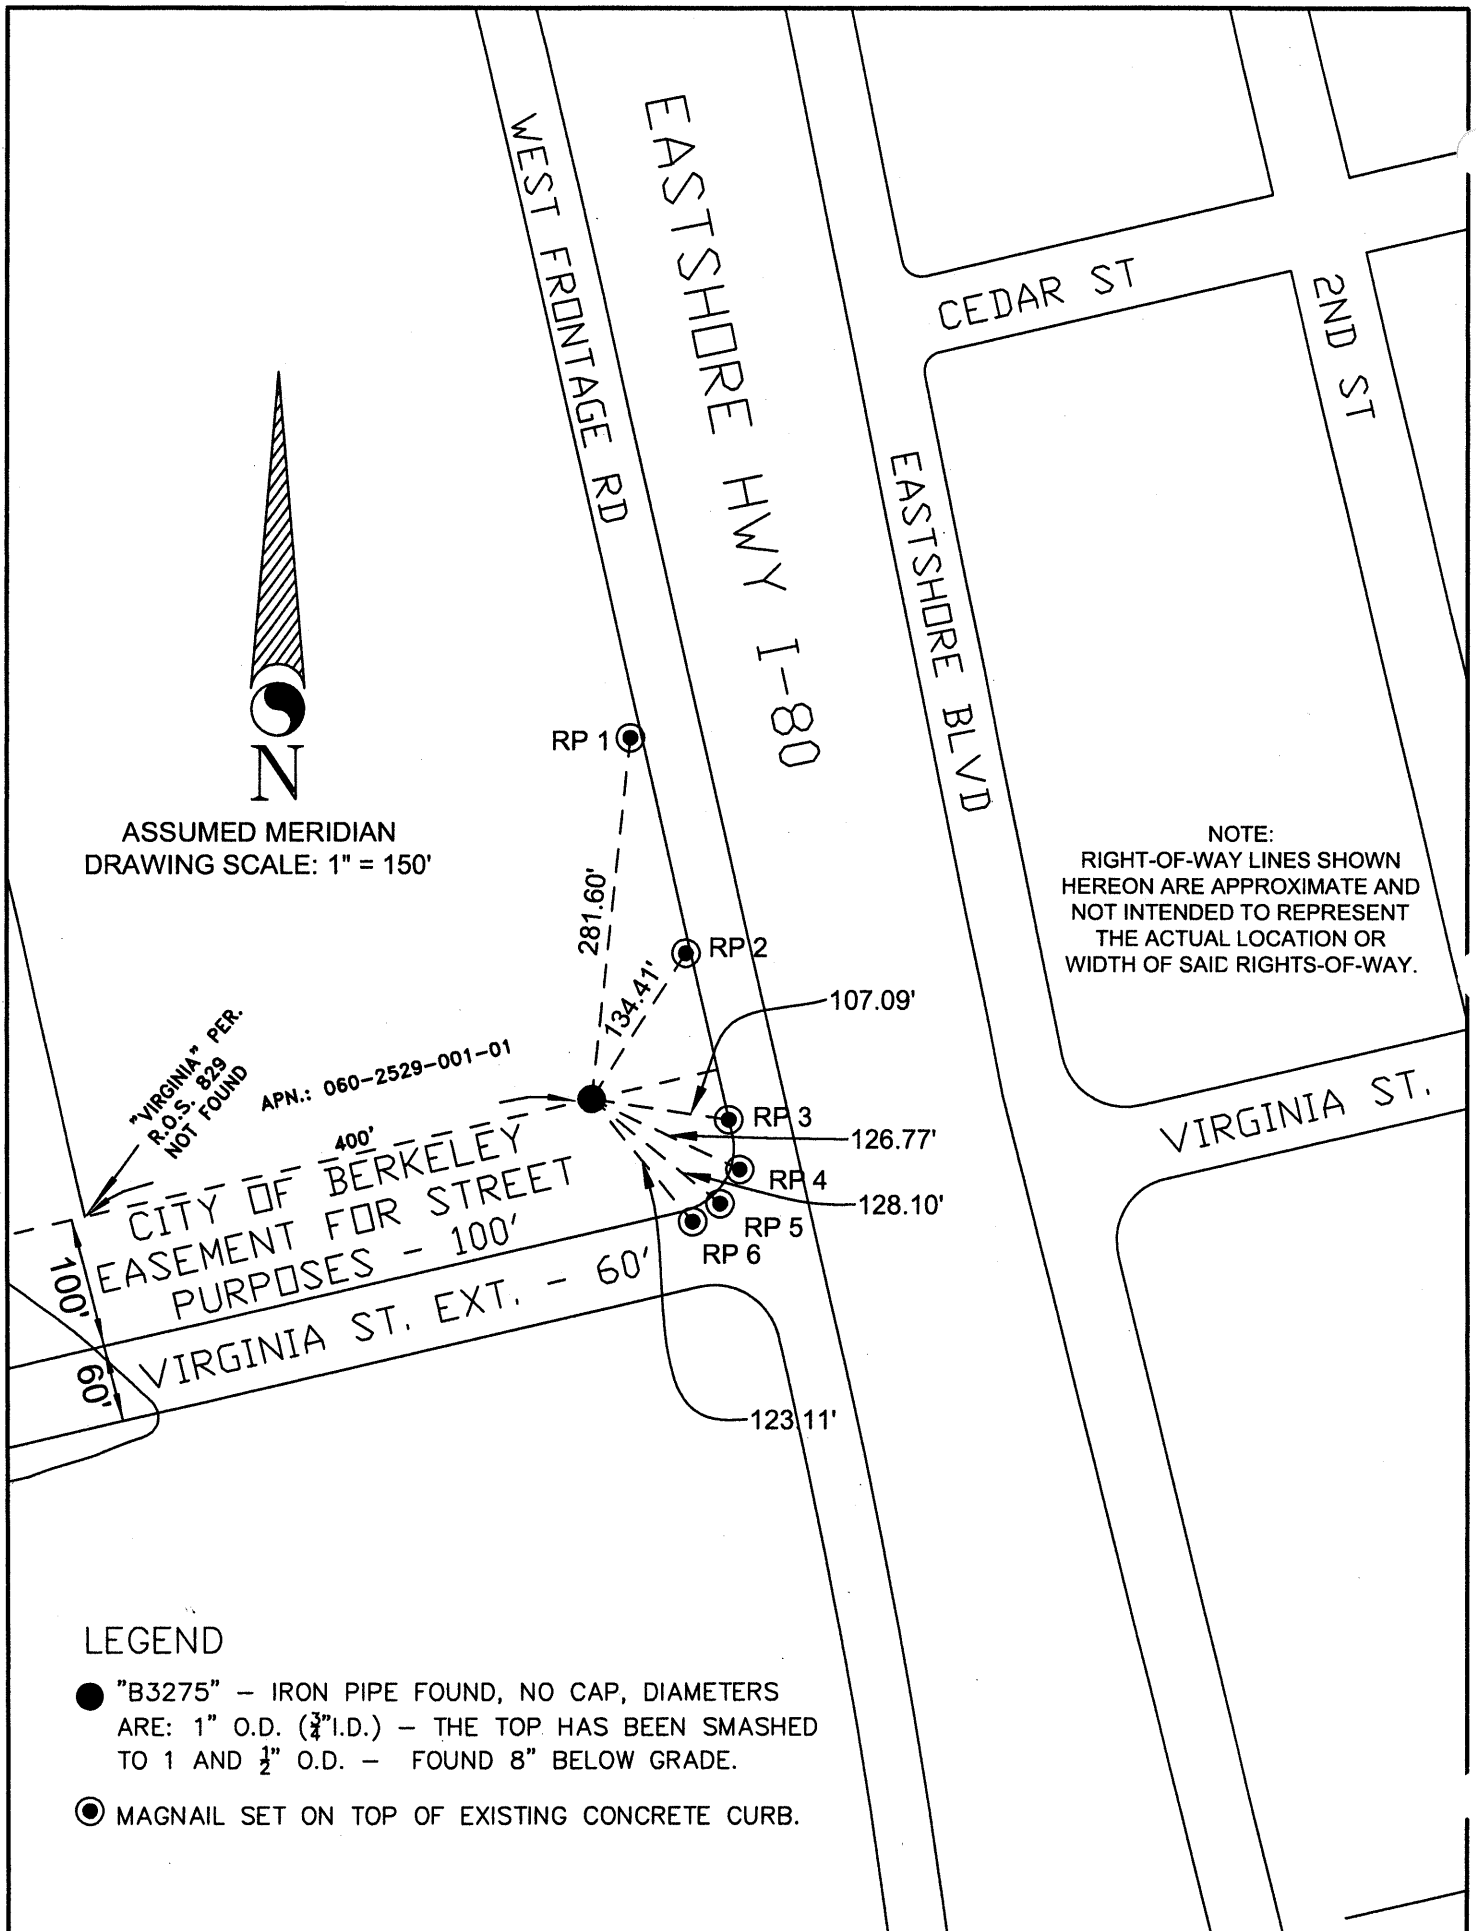 WEST FRONTAGE RD
EASTSHORE HWY I-80
CEDAR ST
2ND ST
EASTSHORE BLVD
N
ASSUMED MERIDIAN
DRAWING SCALE: 1" = 150'
RP 1
281.60'
RP 2
134.41'
NOTE:
RIGHT-OF-WAY LINES SHOWN
HEREON ARE APPROXIMATE AND
NOT INTENDED TO REPRESENT
THE ACTUAL LOCATION OR
WIDTH OF SAID RIGHTS-OF-WAY.
107.09'
"VIRGINIA" PER.
R.O.S. 829
NOT FOUND
APN.: 060-2529-001-01
400'
RP 3
126.77'
RP 4
128.10'
RP 5
RP 6
VIRGINIA ST.
CITY OF BERKELEY
EASEMENT FOR STREET
PURPOSES - 100'
100'
VIRGINIA ST. EXT. - 60'
60'
123.11'
LEGEND
"B3275" - IRON PIPE FOUND, NO CAP, DIAMETERS
ARE: 1" O.D. (3/4"I.D.) - THE TOP HAS BEEN SMASHED
TO 1 AND 1/2" O.D. - FOUND 8" BELOW GRADE.
MAGNAIL SET ON TOP OF EXISTING CONCRETE CURB.